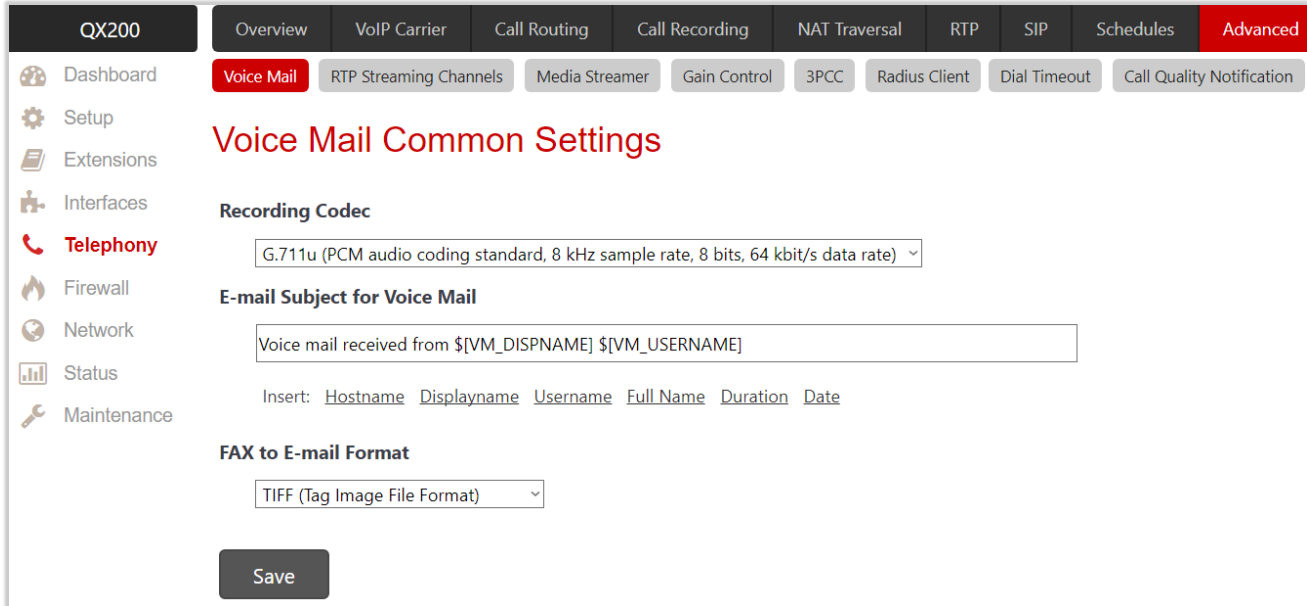 QX200 Overview VoIP Carrier Call Routing Call Recording NAT Traversal RTP SIP Schedules Advanced
Voice Mail RTP Streaming Channels Media Streamer Gain Control 3PCC Radius Client Dial Timeout Call Quality Notification
Dashboard
Setup
Extensions
Interfaces
Telephony
Firewall
Network
Status
Maintenance
Voice Mail Common Settings
Recording Codec
G.711u (PCM audio coding standard, 8 kHz sample rate, 8 bits, 64 kbit/s data rate)
E-mail Subject for Voice Mail
Voice mail received from $[VM_DISPNAME] $[VM_USERNAME]
Insert: Hostname Displayname Username Full Name Duration Date
FAX to E-mail Format
TIFF (Tag Image File Format)
Save